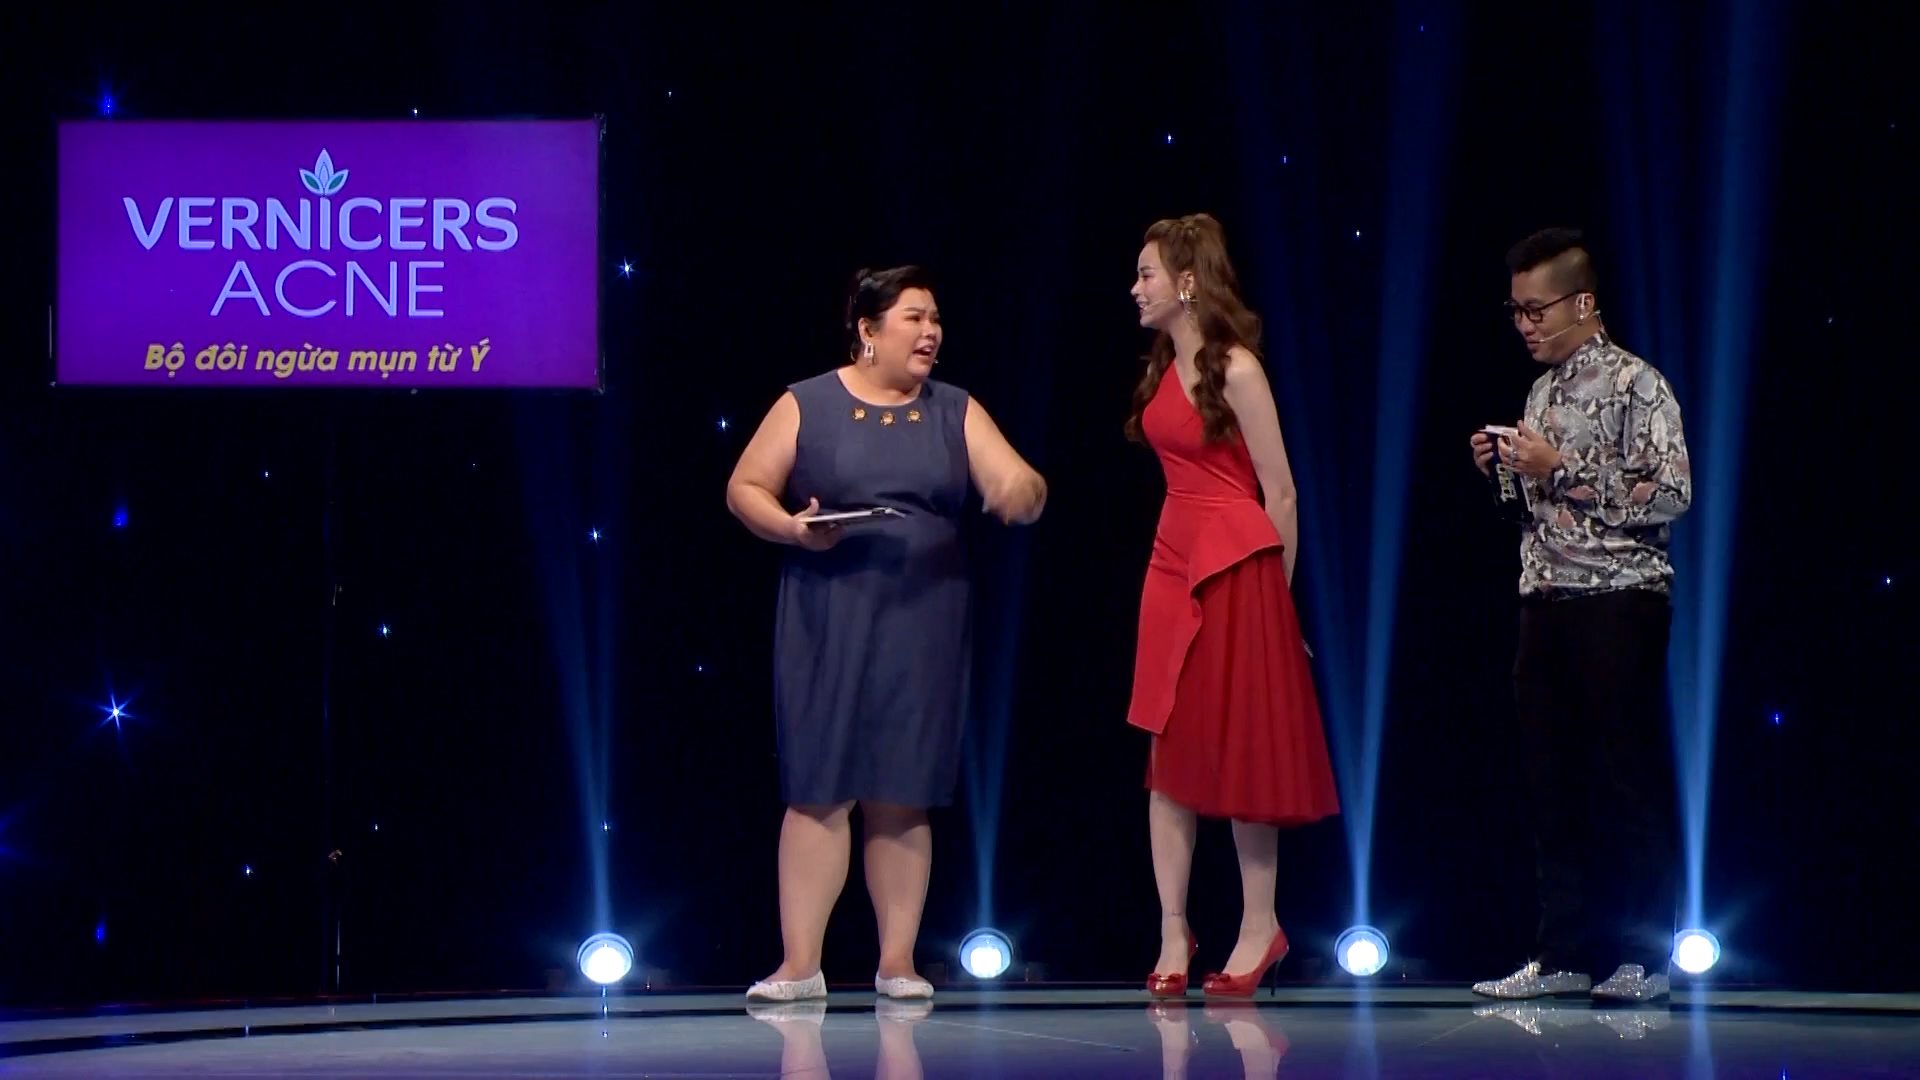 VERNICERS
ACNE
Bộ đôi ngừa mụn từ Ý